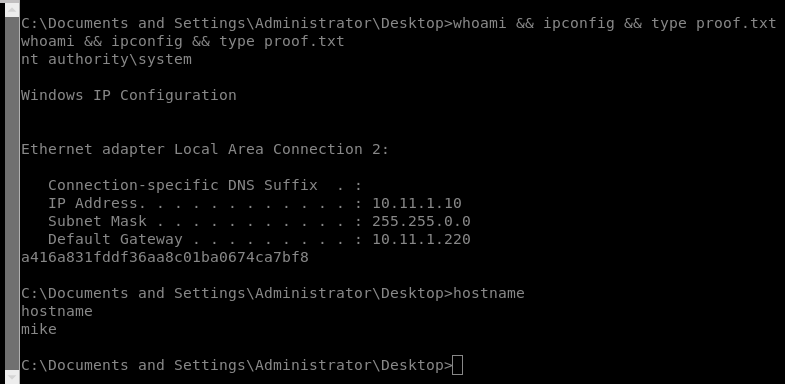 C:\Documents and Settings\Administrator\Desktop>whoami && ipconfig && type proof.txt
whoami && ipconfig && type proof.txt
nt authority\system
Windows IP Configuration
Ethernet adapter Local Area Connection 2:
   Connection-specific DNS Suffix  . :
   IP Address. . . . . . . . . . . . : 10.11.1.10
   Subnet Mask . . . . . . . . . . . : 255.255.0.0
   Default Gateway . . . . . . . . . : 10.11.1.220
a416a831fddf36aa8c01ba0674ca7bf8
C:\Documents and Settings\Administrator\Desktop>hostname
hostname
mike
C:\Documents and Settings\Administrator\Desktop>